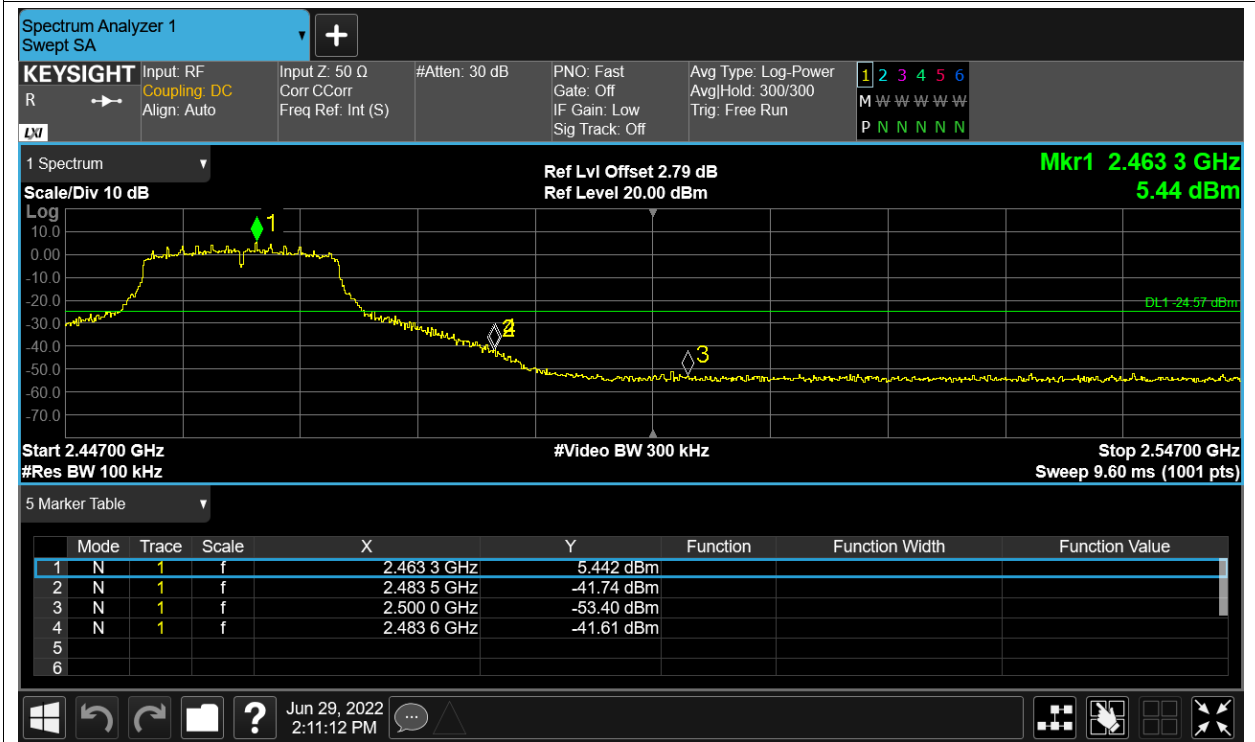 Spectrum Analyzer 1
Swept SA
KEYSIGHT
R
LXI
Input: RF
Coupling: DC
Align: Auto
Input Z: 50 Ω
Corr CCorr
Freq Ref: Int (S)
#Atten: 30 dB
PNO: Fast
Gate: Off
IF Gain: Low
Sig Track: Off
Avg Type: Log-Power
Avg|Hold: 300/300
Trig: Free Run
1 2 3 4 5 6
M W W W W W
P N N N N N
1 Spectrum
Scale/Div 10 dB
Ref Lvl Offset 2.79 dB
Ref Level 20.00 dBm
Mkr1 2.463 3 GHz
5.44 dBm
Log
10.0
0.00
-10.0
-20.0
-30.0
-40.0
-50.0
-60.0
-70.0
1
2
4
3
DL1 -24.57 dBm
Start 2.44700 GHz
#Res BW 100 kHz
#Video BW 300 kHz
Stop 2.54700 GHz
Sweep 9.60 ms (1001 pts)
5 Marker Table
Mode Trace Scale X Y Function Function Width Function Value
1 N 1 f 2.463 3 GHz 5.442 dBm
2 N 1 f 2.483 5 GHz -41.74 dBm
3 N 1 f 2.500 0 GHz -53.40 dBm
4 N 1 f 2.483 6 GHz -41.61 dBm
5
6
?
Jun 29, 2022
2:11:12 PM